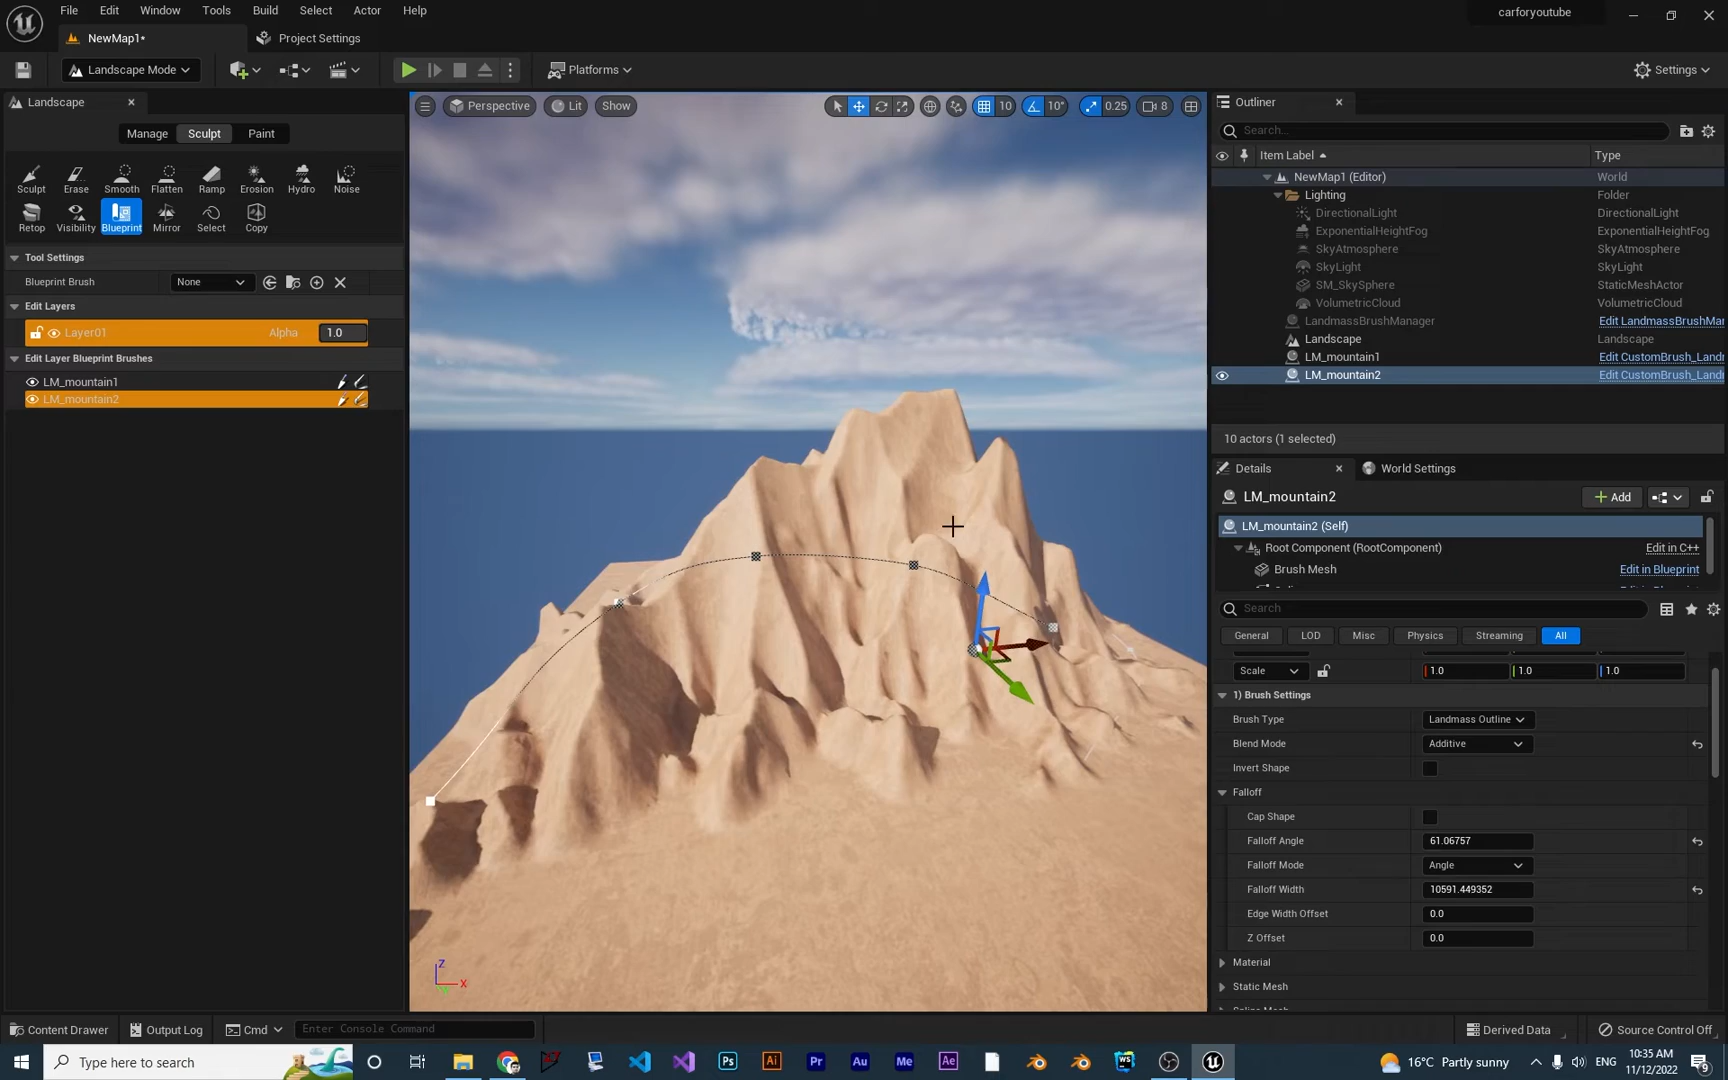 File Edit Window Tools Build Select Actor Help
carforyoutube
NewMap1*
Project Settings
Landscape Mode
Platforms
Settings
Landscape
Manage Sculpt Paint
Sculpt Erase Smooth Flatten Ramp Erosion Hydro Noise
Retop Visibility Blueprint Mirror Select Copy
Tool Settings
Blueprint Brush None
Edit Layers
Layer01 Alpha 1.0
Edit Layer Blueprint Brushes
LM_mountain1
LM_mountain2
Perspective Lit Show
10 10° 0.25 8
Z
X
Outliner
Search...
Item Label Type
NewMap1 (Editor) World
Lighting Folder
DirectionalLight DirectionalLight
ExponentialHeightFog ExponentialHeightFog
SkyAtmosphere SkyAtmosphere
SkyLight SkyLight
SM_SkySphere StaticMeshActor
VolumetricCloud VolumetricCloud
LandmassBrushManager Edit LandmassBrushMan
Landscape Landscape
LM_mountain1 Edit CustomBrush_Landr
LM_mountain2 Edit CustomBrush_Landr
10 actors (1 selected)
Details World Settings
LM_mountain2
Add
LM_mountain2 (Self)
Root Component (RootComponent) Edit in C++
Brush Mesh Edit in Blueprint
Search
General LOD Misc Physics Streaming All
Scale 1.0 1.0 1.0
1) Brush Settings
Brush Type Landmass Outline
Blend Mode Additive
Invert Shape
Falloff
Cap Shape
Falloff Angle 61.06757
Falloff Mode Angle
Falloff Width 10591.449352
Edge Width Offset 0.0
Z Offset 0.0
Material
Static Mesh
Content Drawer Output Log Cmd Enter Console Command
Derived Data Source Control Off
Type here to search
Ps Ai Pr Au Me Ae WS
16°C Partly sunny
ENG
10:35 AM
11/12/2022
9